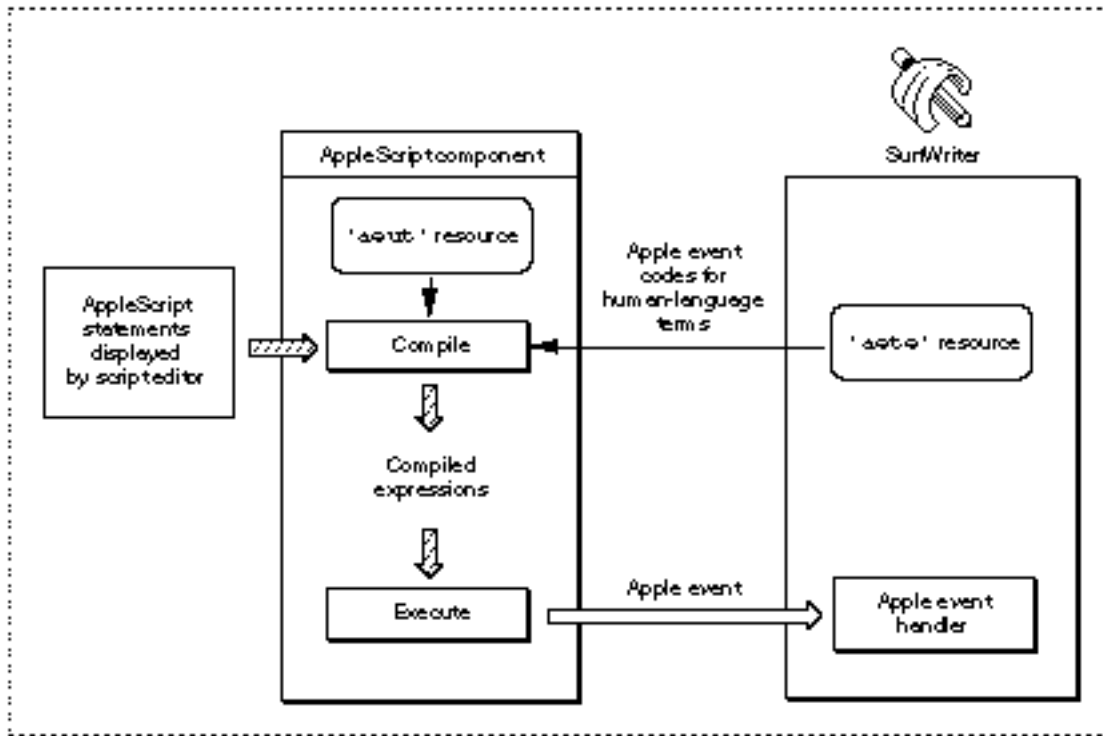 AppleScript component
SurfWriter
'aeut' resource
Apple event
codes for
human-language
terms
AppleScript
statements
displayed
by script editor
Compile
'aete' resource
Compiled
expressions
Execute
Apple event
Apple event
handler